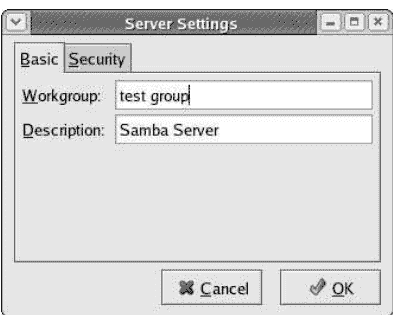 Server Settings
Basic Security
Workgroup: test group
Description: Samba Server
Cancel OK